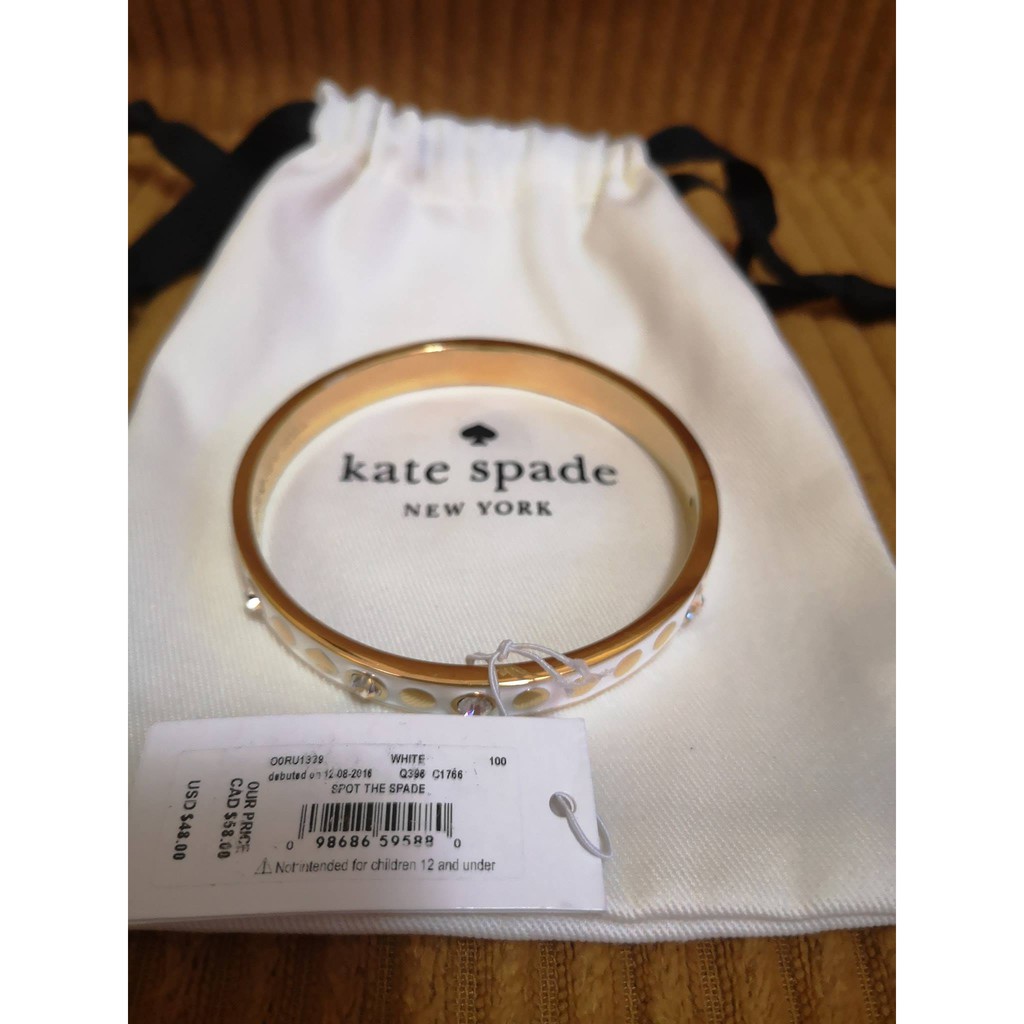 kate spade
NEW YORK
O0RU1339 WHITE 100
debuted on 12-08-2016 Q396 C1766
SPOT THE SPADE
0 98686 59588 0
⚠ Not intended for children 12 and under
OUR PRICE
CAD $58.00
USD $48.00